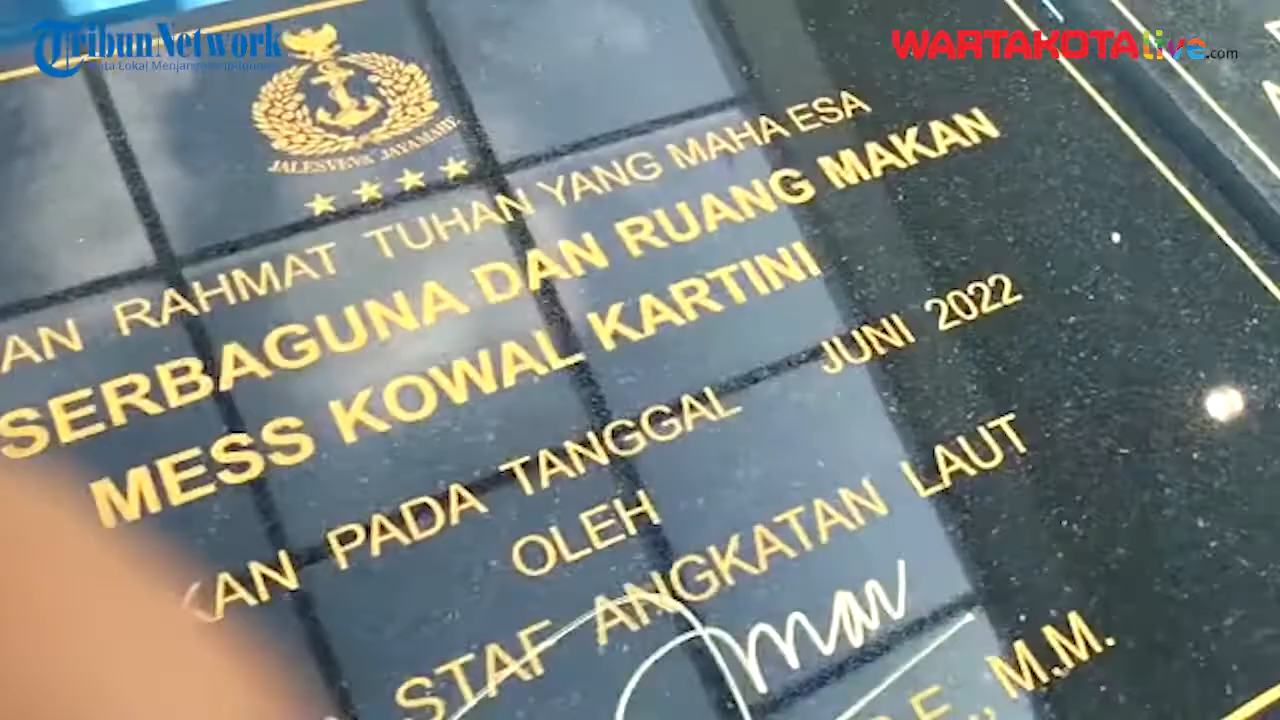 TribunNetwork
WARTAKOTAlive.com
JALESVEVA JAYAMAHE
RAHMAT TUHAN YANG MAHA ESA
SERBAGUNA DAN RUANG MAKAN
MESS KOWAL KARTINI
KAN PADA TANGGAL JUNI 2022
OLEH
STAF ANGKATAN LAUT
M.M.